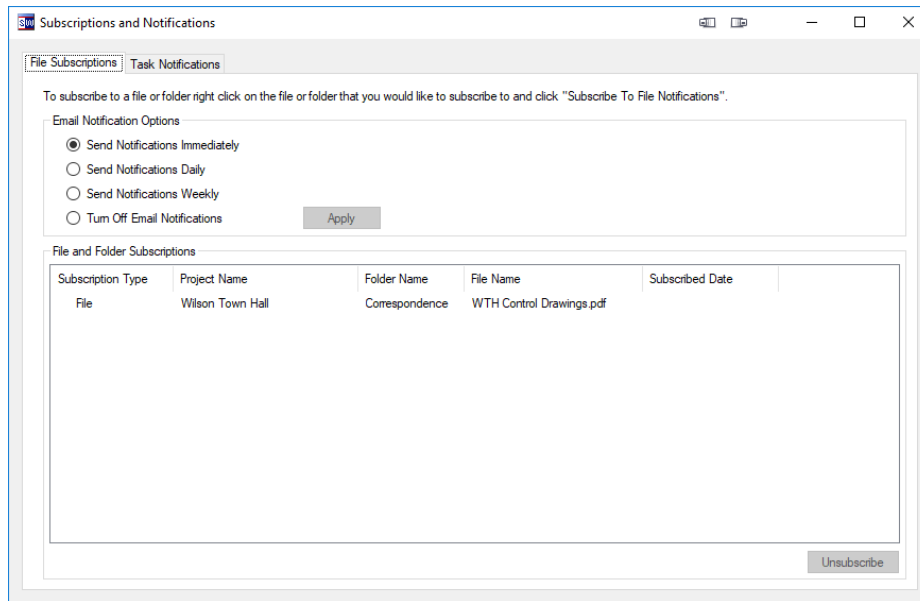 SW Subscriptions and Notifications
File Subscriptions Task Notifications
To subscribe to a file or folder right click on the file or folder that you would like to subscribe to and click "Subscribe To File Notifications".
Email Notification Options
Send Notifications Immediately
Send Notifications Daily
Send Notifications Weekly
Turn Off Email Notifications Apply
File and Folder Subscriptions
Subscription Type Project Name Folder Name File Name Subscribed Date
File Wilson Town Hall Correspondence WTH Control Drawings.pdf
Unsubscribe